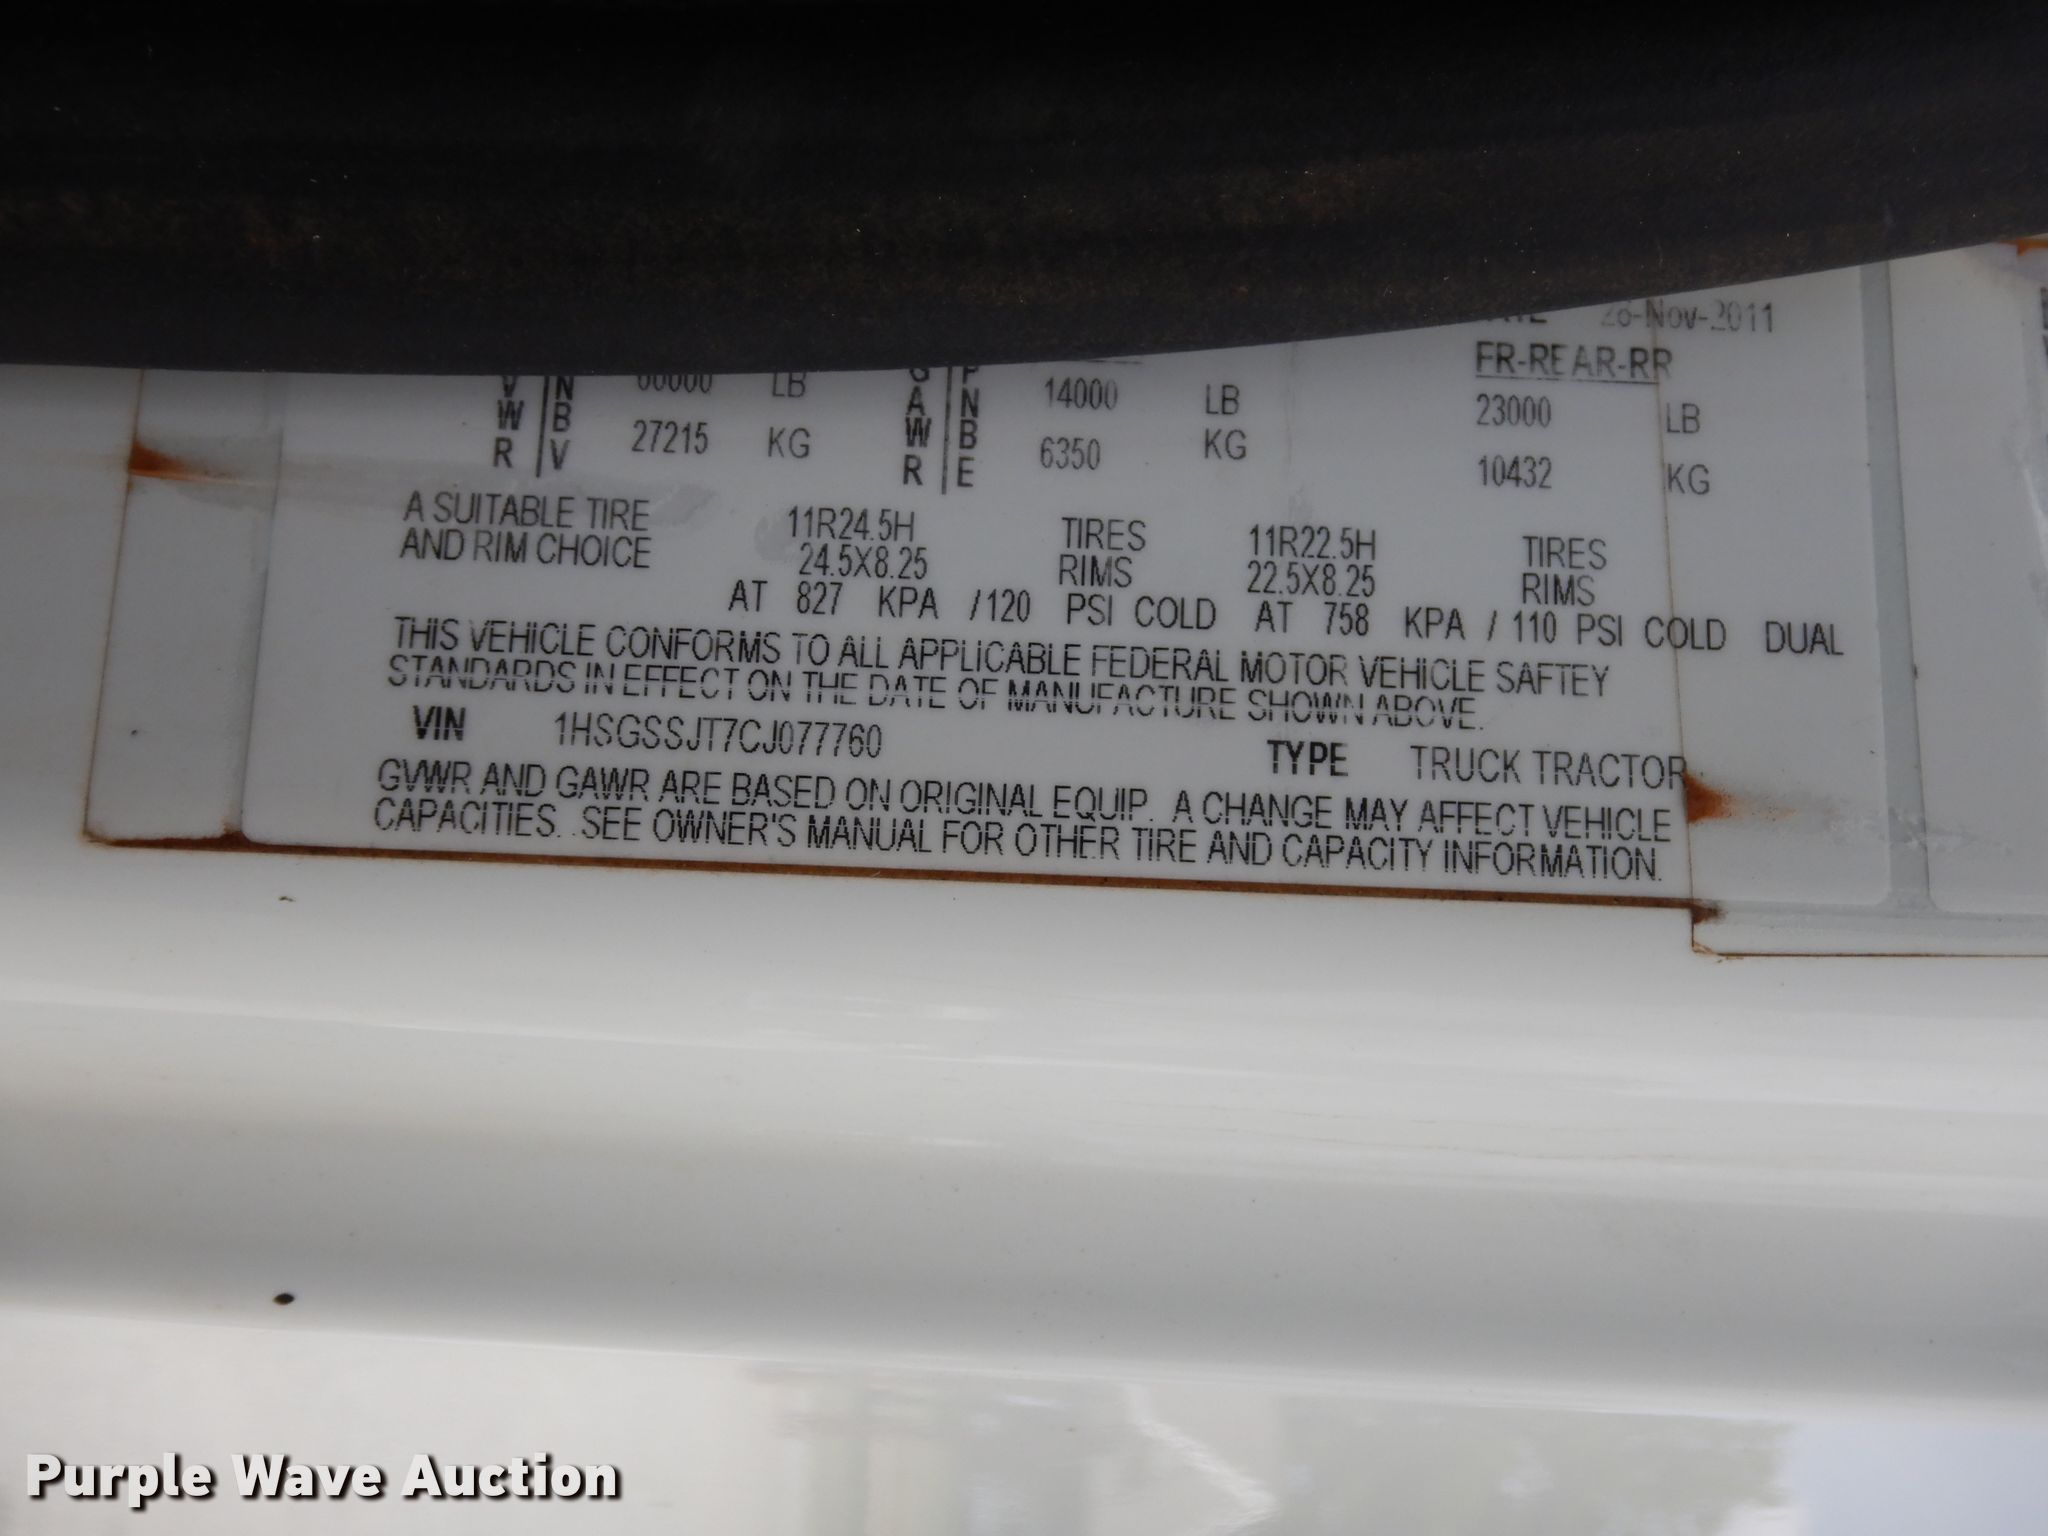 28-Nov-2011
FR-REAR-RR
V N 60000 LB G F 14000 LB 23000 LB
W B 27215 KG A N 6350 KG 10432 KG
R V W B
R E
A SUITABLE TIRE 11R24.5H TIRES 11R22.5H TIRES
AND RIM CHOICE 24.5X8.25 RIMS 22.5X8.25 RIMS
AT 827 KPA /120 PSI COLD AT 758 KPA / 110 PSI COLD DUAL
THIS VEHICLE CONFORMS TO ALL APPLICABLE FEDERAL MOTOR VEHICLE SAFTEY
STANDARDS IN EFFECT ON THE DATE OF MANUFACTURE SHOWN ABOVE.
VIN 1HSGSSJT7CJ077760 TYPE TRUCK TRACTOR
GVWR AND GAWR ARE BASED ON ORIGINAL EQUIP. A CHANGE MAY AFFECT VEHICLE
CAPACITIES. .SEE OWNER'S MANUAL FOR OTHER TIRE AND CAPACITY INFORMATION.
Purple Wave Auction